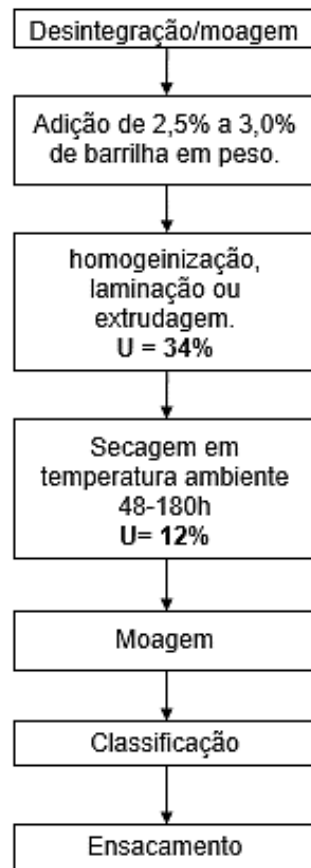 Desintegração/moagem
Adição de 2,5% a 3,0%
de barrilha em peso.
homogeinização,
laminação ou
extrudagem.
U = 34%
Secagem em
temperatura ambiente
48-180h
U= 12%
Moagem
Classificação
Ensacamento